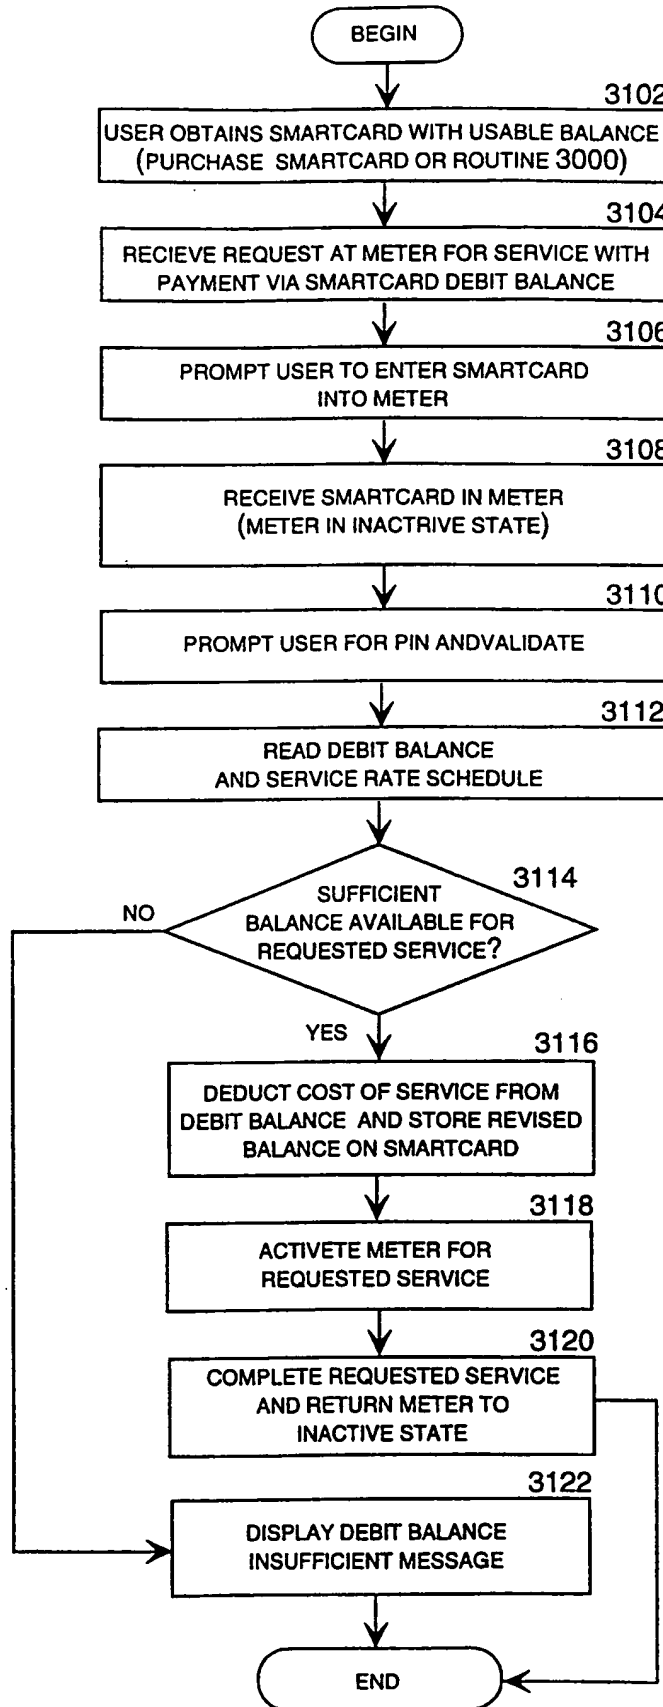 BEGIN
3102
USER OBTAINS SMARTCARD WITH USABLE BALANCE
(PURCHASE SMARTCARD OR ROUTINE 3000)
3104
RECIEVE REQUEST AT METER FOR SERVICE WITH
PAYMENT VIA SMARTCARD DEBIT BALANCE
3106
PROMPT USER TO ENTER SMARTCARD
INTO METER
3108
RECEIVE SMARTCARD IN METER
(METER IN INACTRIVE STATE)
3110
PROMPT USER FOR PIN ANDVALIDATE
3112
READ DEBIT BALANCE
AND SERVICE RATE SCHEDULE
3114
SUFFICIENT
BALANCE AVAILABLE FOR
REQUESTED SERVICE?
NO
YES
3116
DEDUCT COST OF SERVICE FROM
DEBIT BALANCE AND STORE REVISED
BALANCE ON SMARTCARD
3118
ACTIVETE METER FOR
REQUESTED SERVICE
3120
COMPLETE REQUESTED SERVICE
AND RETURN METER TO
INACTIVE STATE
3122
DISPLAY DEBIT BALANCE
INSUFFICIENT MESSAGE
END